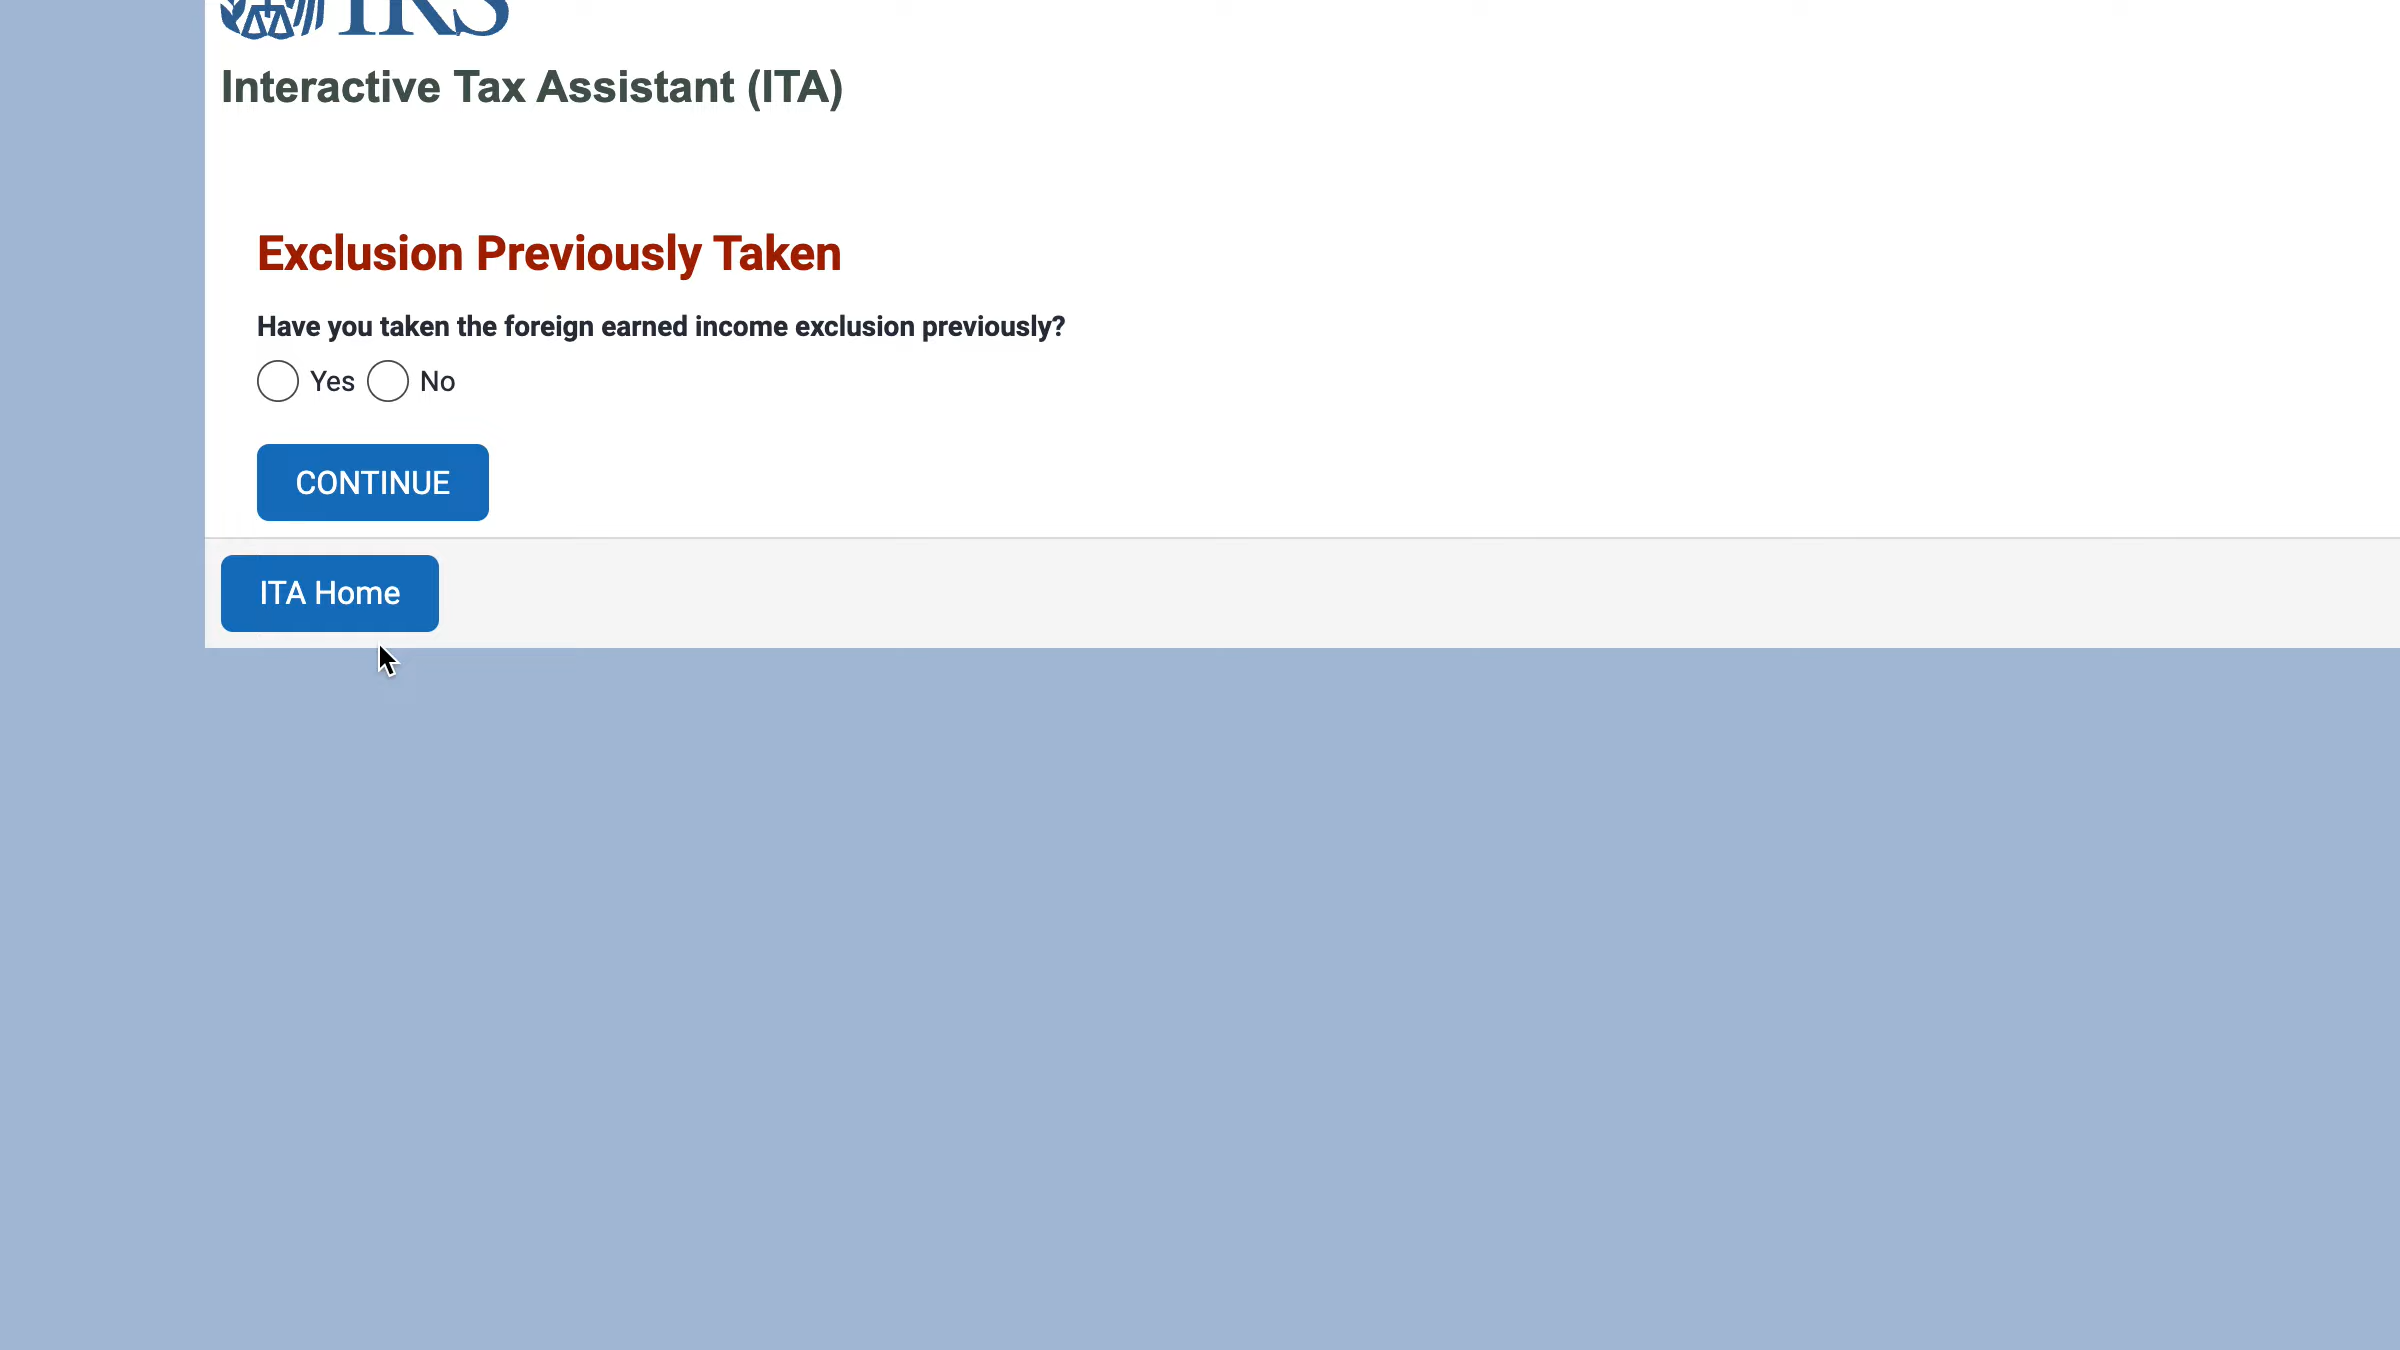 IRS
Interactive Tax Assistant (ITA)
Exclusion Previously Taken
Have you taken the foreign earned income exclusion previously?
Yes No
CONTINUE
ITA Home